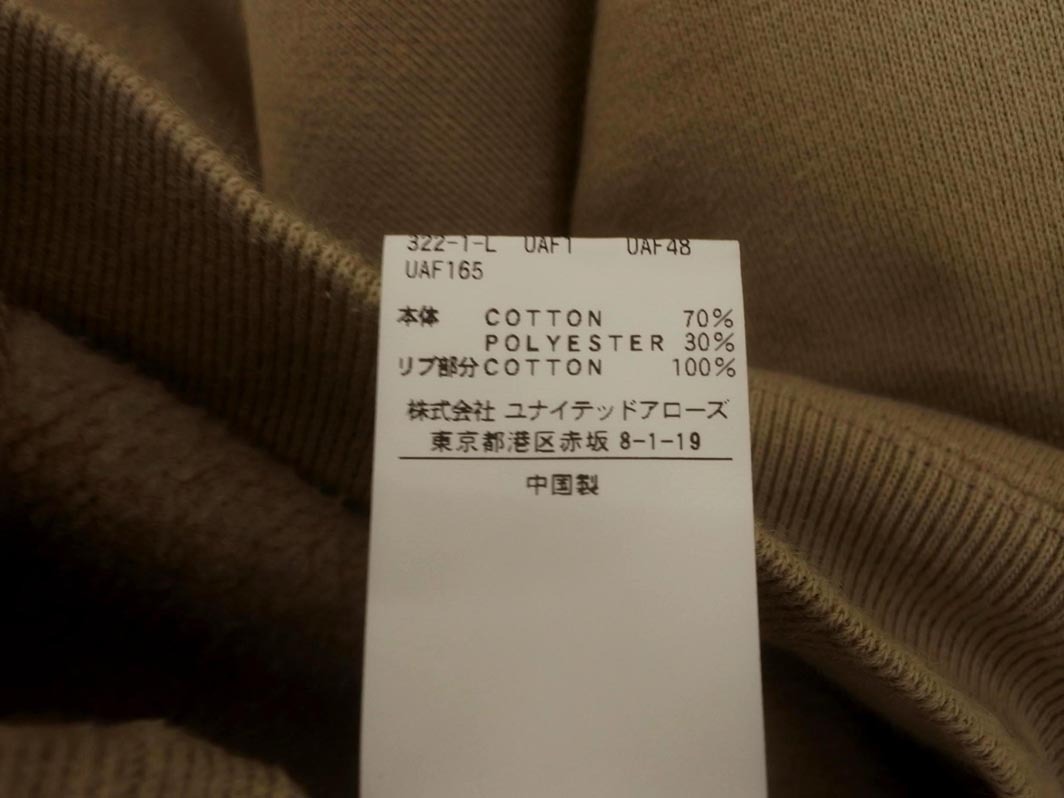 322-1-L UAF1 UAF48
UAF165
本体 COTTON 70%
POLYESTER 30%
リブ部分 COTTON 100%
株式会社 ユナイテッドアローズ
東京都港区赤坂 8-1-19
中国製